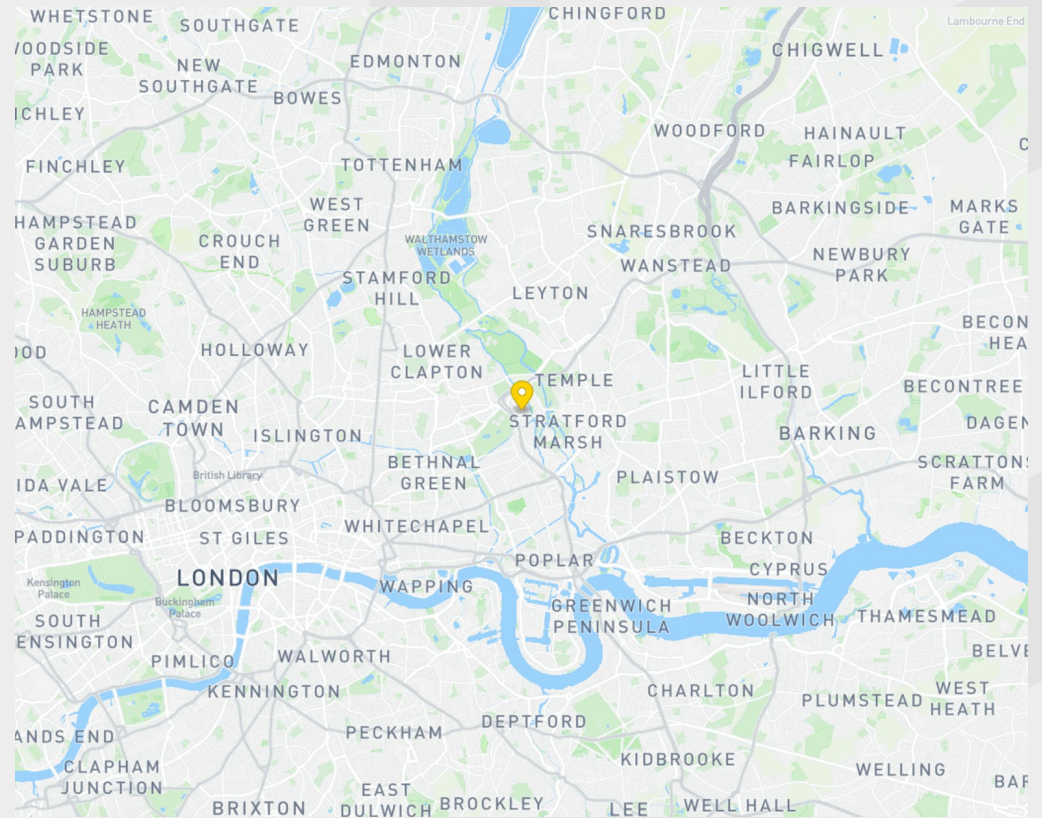 WHETSTONE
SOUTHGATE
CHINGFORD
Lambourne End
WOODSIDE
PARK
NEW
SOUTHGATE
EDMONTON
CHIGWELL
BOWES
NCHLEY
WOODFORD
HAINAULT
FAIRLOP
FINCHLEY
TOTTENHAM
WEST
GREEN
BARKINGSIDE
MARKS
GATE
HAMPSTEAD
GARDEN
SUBURB
CROUCH
END
WALTHAMSTOW
WETLANDS
SNARESBROOK
WANSTEAD
NEWBURY
PARK
STAMFORD
HILL
LEYTON
HAMPSTEAD
HEATH
BECON
HEA
OOD
HOLLOWAY
LOWER
CLAPTON
TEMPLE
LITTLE
ILFORD
BECONTREE
SOUTH
AMPSTEAD
CAMDEN
TOWN
ISLINGTON
STRATFORD
MARSH
BARKING
DAGEN
BETHNAL
GREEN
PLAISTOW
SCRATTONS
FARM
IDA VALE
British Library
BLOOMSBURY
PADDINGTON
ST GILES
WHITECHAPEL
BECKTON
POPLAR
CYPRUS
LONDON
Kensington
Palace
Buckingham
Palace
WAPPING
GREENWICH
PENINSULA
NORTH
WOOLWICH
THAMESMEAD
SOUTH
ENSINGTON
BELVE
PIMLICO
WALWORTH
KENNINGTON
CHARLTON
PLUMSTEAD
WEST
HEATH
DEPTFORD
PECKHAM
ANDS END
KIDBROOKE
CLAPHAM
JUNCTION
WELLING
BAR
BRIXTON
EAST
DULWICH
BROCKLEY
LEE
WELL HALL